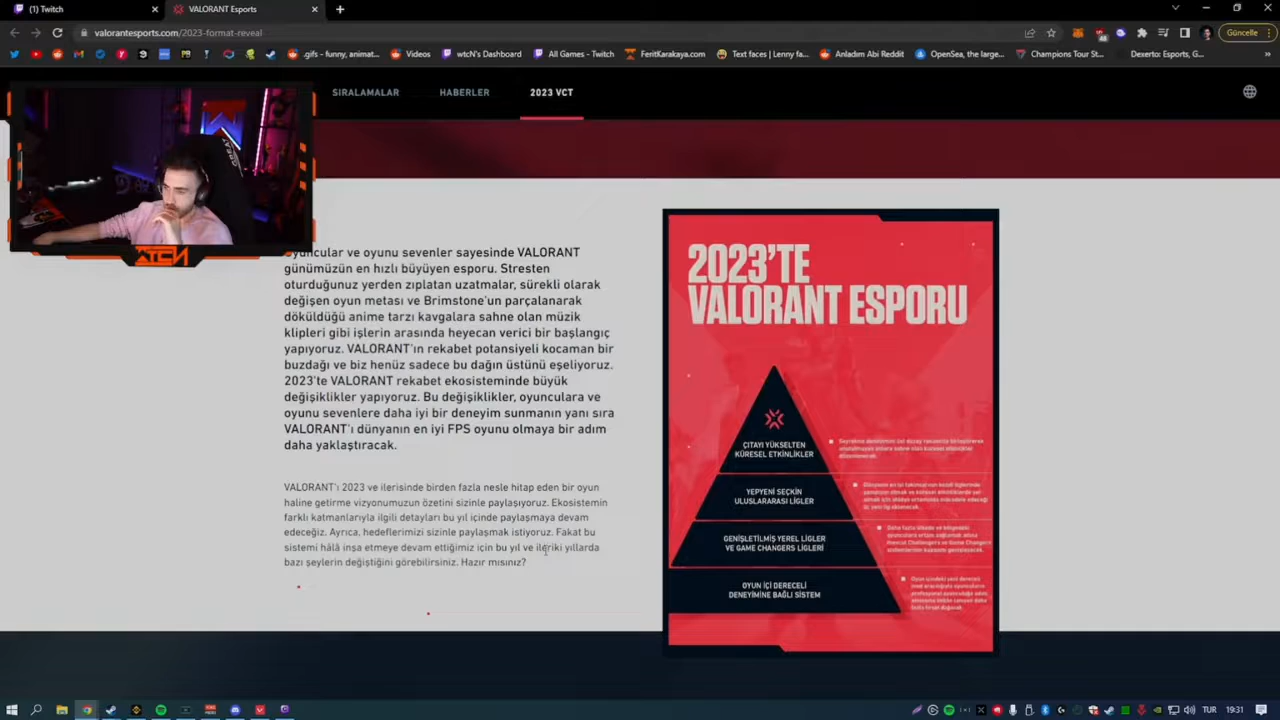 (1) Twitch
VALORANT Esports
valorantesports.com/2023-format-reveal
Güncelle
.gifs - funny, animat...
Videos
wtcN's Dashboard
All Games - Twitch
FeritKarakaya.com
Text faces | Lenny fa...
Anladım Abi Reddit
OpenSea, the large...
Champions Tour St...
Dexerto: Esports, G...
SIRALAMALAR
HABERLER
2023 VCT
WTCN
Oyuncular ve oyunu sevenler sayesinde VALORANT
günümüzün en hızlı büyüyen esporu. Stresten
oturduğunuz yerden zıplatan uzatmalar, sürekli olarak
değişen oyun metası ve Brimstone'un parçalanarak
döküldüğü anime tarzı kavgalara sahne olan müzik
klipleri gibi işlerin arasında heyecan verici bir başlangıç
yapıyoruz. VALORANT'ın rekabet potansiyeli kocaman bir
buzdağı ve biz henüz sadece bu dağın üstünü eşeliyoruz.
2023'te VALORANT rekabet ekosisteminde büyük
değişiklikler yapıyoruz. Bu değişiklikler, oyunculara ve
oyunu sevenlere daha iyi bir deneyim sunmanın yanı sıra
VALORANT'ı dünyanın en iyi FPS oyunu olmaya bir adım
daha yaklaştıracak.
VALORANT'ı 2023 ve ilerisinde birden fazla nesle hitap eden bir oyun
haline getirme vizyonumuzun özetini sizinle paylaşıyoruz. Ekosistemin
farklı katmanlarıyla ilgili detayları bu yıl içinde paylaşmaya devam
edeceğiz ama önce, hedeflerimizi sizlere göstermek istiyoruz. Fakat bu
sistemi hâlâ inşa etmeye devam ettiğimiz için bu yıl ve ileriki yıllarda
bazı şeylerin değiştiğini görebilirsiniz. Hazır mısınız?
2023'TE
VALORANT ESPORU
ÇITAYI YÜKSELTEN
KÜRESEL ETKİNLİKLER
YEPYENİ SEÇKİN
ULUSLARARASI LİGLER
GENİŞLETİLMİŞ YEREL LİGLER
VE GAME CHANGERS LİGLERİ
OYUN İÇİ DERECELİ
DENEYİMİNE BAĞLI SİSTEM
TUR
19:31